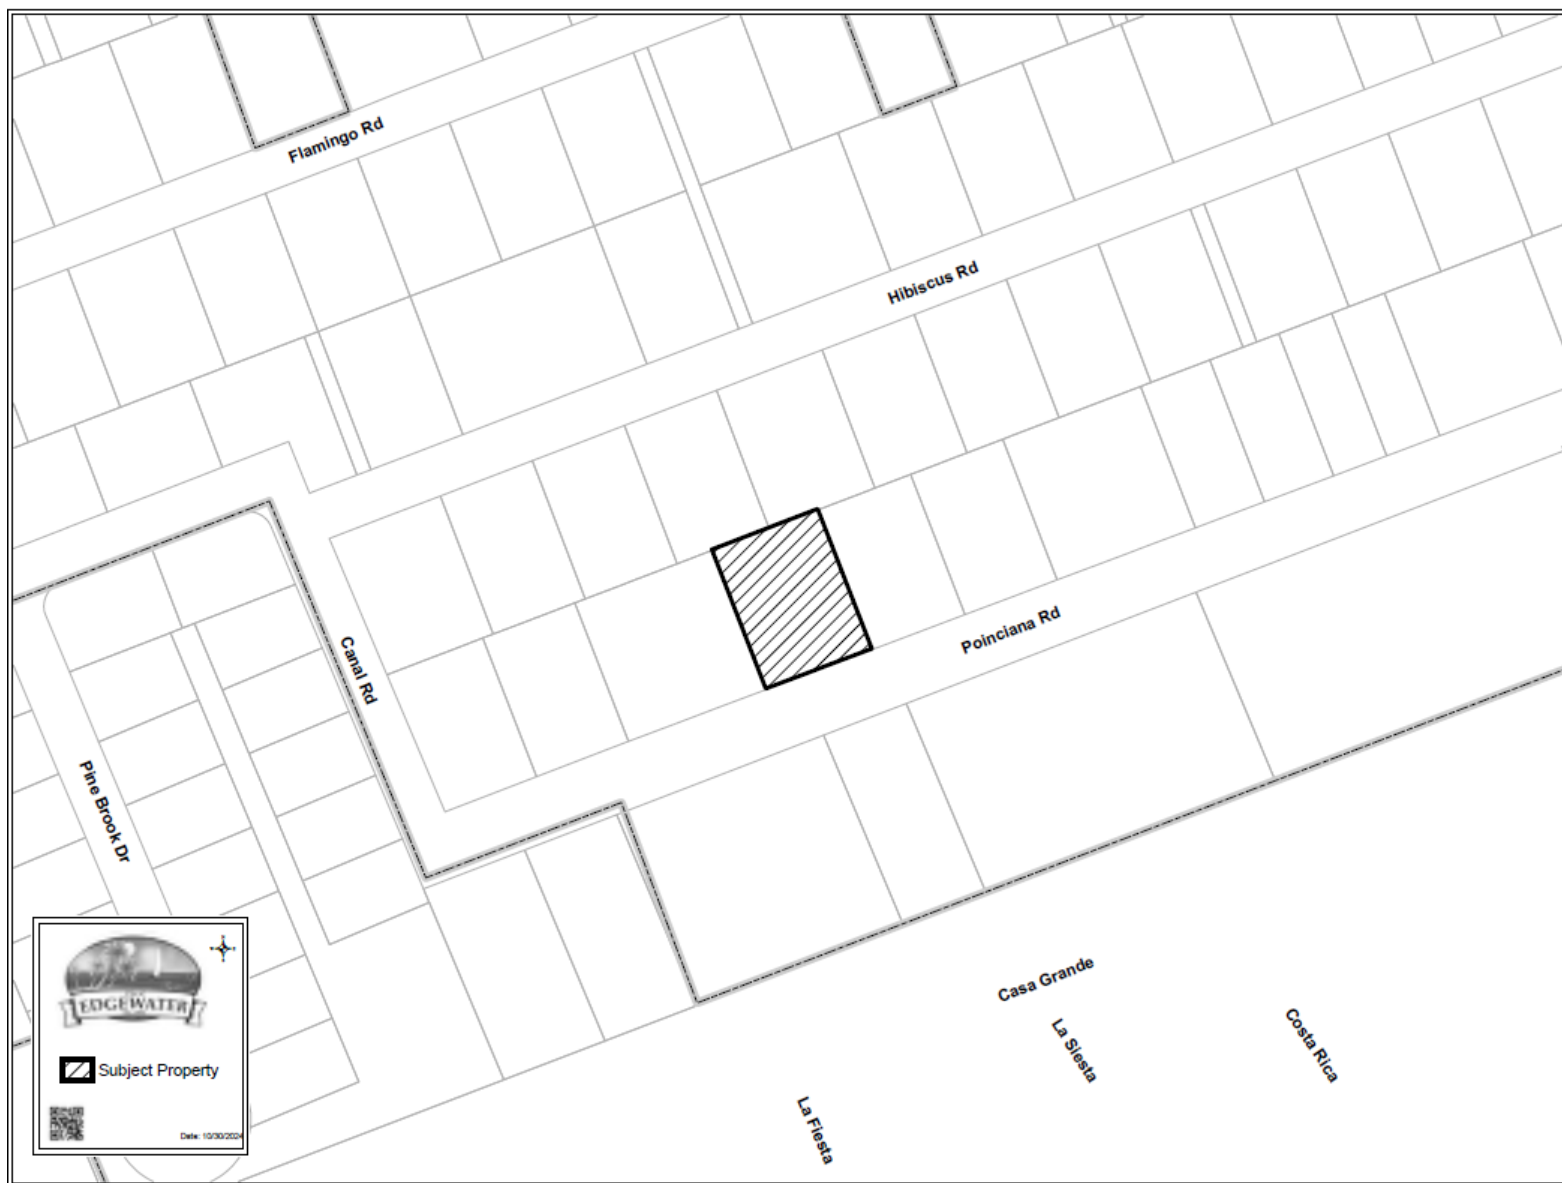 Flamingo Rd
Hibiscus Rd
Poinciana Rd
Canal Rd
Pine Brook Dr
Casa Grande
La Siesta
Costa Rica
La Fiesta
EDGEWATER
Subject Property
Date: 10/30/2024